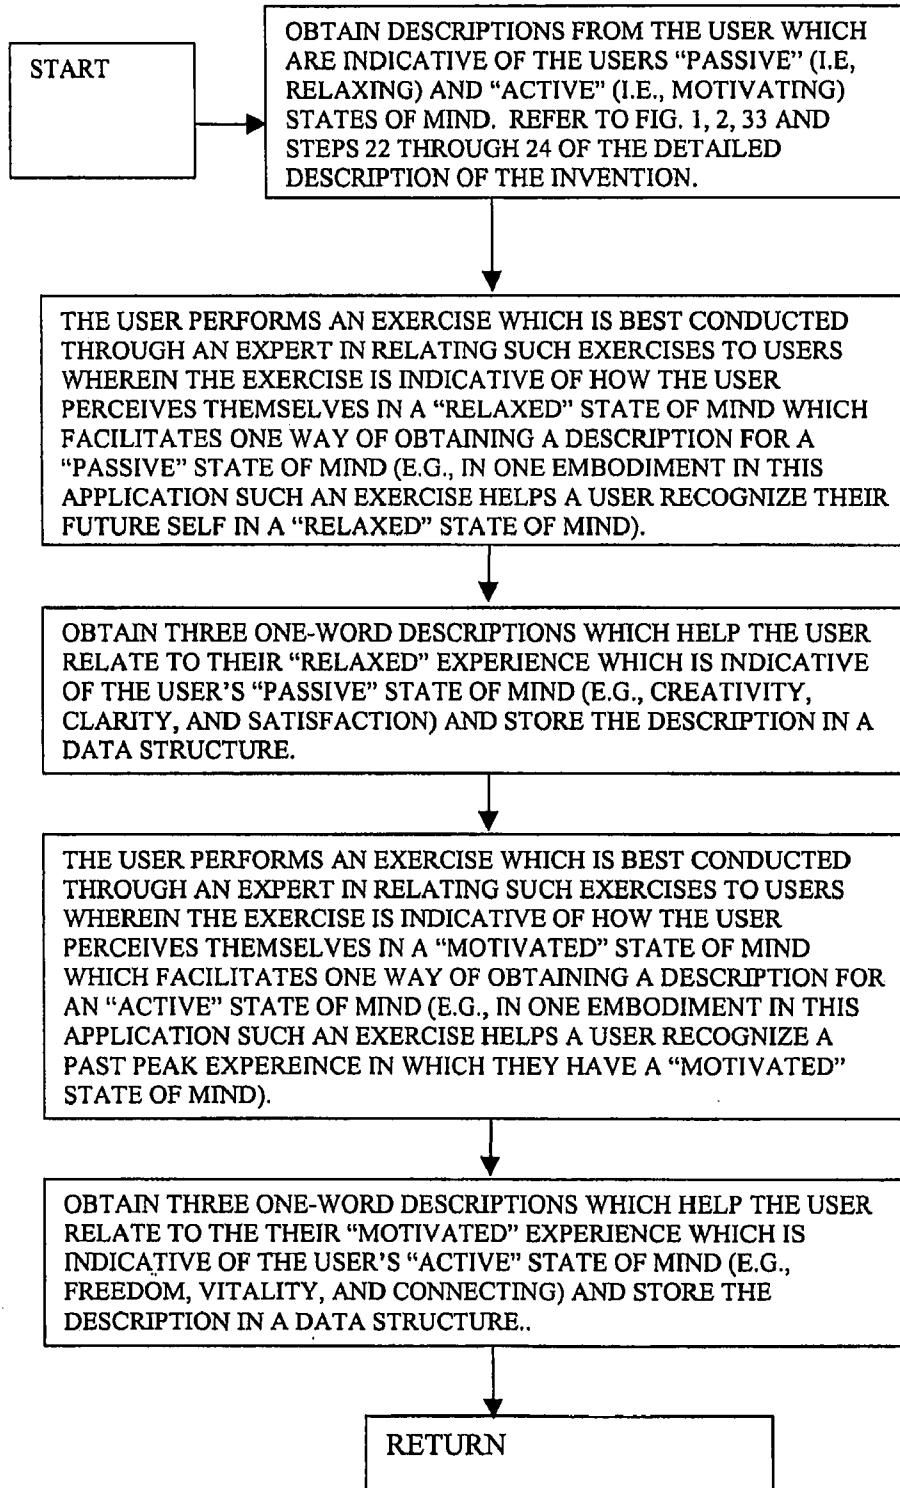 START
OBTAIN DESCRIPTIONS FROM THE USER WHICH
ARE INDICATIVE OF THE USERS “PASSIVE” (I.E,
RELAXING) AND “ACTIVE” (I.E., MOTIVATING)
STATES OF MIND. REFER TO FIG. 1, 2, 33 AND
STEPS 22 THROUGH 24 OF THE DETAILED
DESCRIPTION OF THE INVENTION.
THE USER PERFORMS AN EXERCISE WHICH IS BEST CONDUCTED
THROUGH AN EXPERT IN RELATING SUCH EXERCISES TO USERS
WHEREIN THE EXERCISE IS INDICATIVE OF HOW THE USER
PERCEIVES THEMSELVES IN A “RELAXED” STATE OF MIND WHICH
FACILITATES ONE WAY OF OBTAINING A DESCRIPTION FOR A
“PASSIVE” STATE OF MIND (E.G., IN ONE EMBODIMENT IN THIS
APPLICATION SUCH AN EXERCISE HELPS A USER RECOGNIZE THEIR
FUTURE SELF IN A “RELAXED” STATE OF MIND).
OBTAIN THREE ONE-WORD DESCRIPTIONS WHICH HELP THE USER
RELATE TO THEIR “RELAXED” EXPERIENCE WHICH IS INDICATIVE
OF THE USER’S “PASSIVE” STATE OF MIND (E.G., CREATIVITY,
CLARITY, AND SATISFACTION) AND STORE THE DESCRIPTION IN A
DATA STRUCTURE.
THE USER PERFORMS AN EXERCISE WHICH IS BEST CONDUCTED
THROUGH AN EXPERT IN RELATING SUCH EXERCISES TO USERS
WHEREIN THE EXERCISE IS INDICATIVE OF HOW THE USER
PERCEIVES THEMSELVES IN A “MOTIVATED” STATE OF MIND
WHICH FACILITATES ONE WAY OF OBTAINING A DESCRIPTION FOR
AN “ACTIVE” STATE OF MIND (E.G., IN ONE EMBODIMENT IN THIS
APPLICATION SUCH AN EXERCISE HELPS A USER RECOGNIZE A
PAST PEAK EXPEREINCE IN WHICH THEY HAVE A “MOTIVATED”
STATE OF MIND).
OBTAIN THREE ONE-WORD DESCRIPTIONS WHICH HELP THE USER
RELATE TO THE THEIR “MOTIVATED” EXPERIENCE WHICH IS
INDICATIVE OF THE USER’S “ACTIVE” STATE OF MIND (E.G.,
FREEDOM, VITALITY, AND CONNECTING) AND STORE THE
DESCRIPTION IN A DATA STRUCTURE..
RETURN